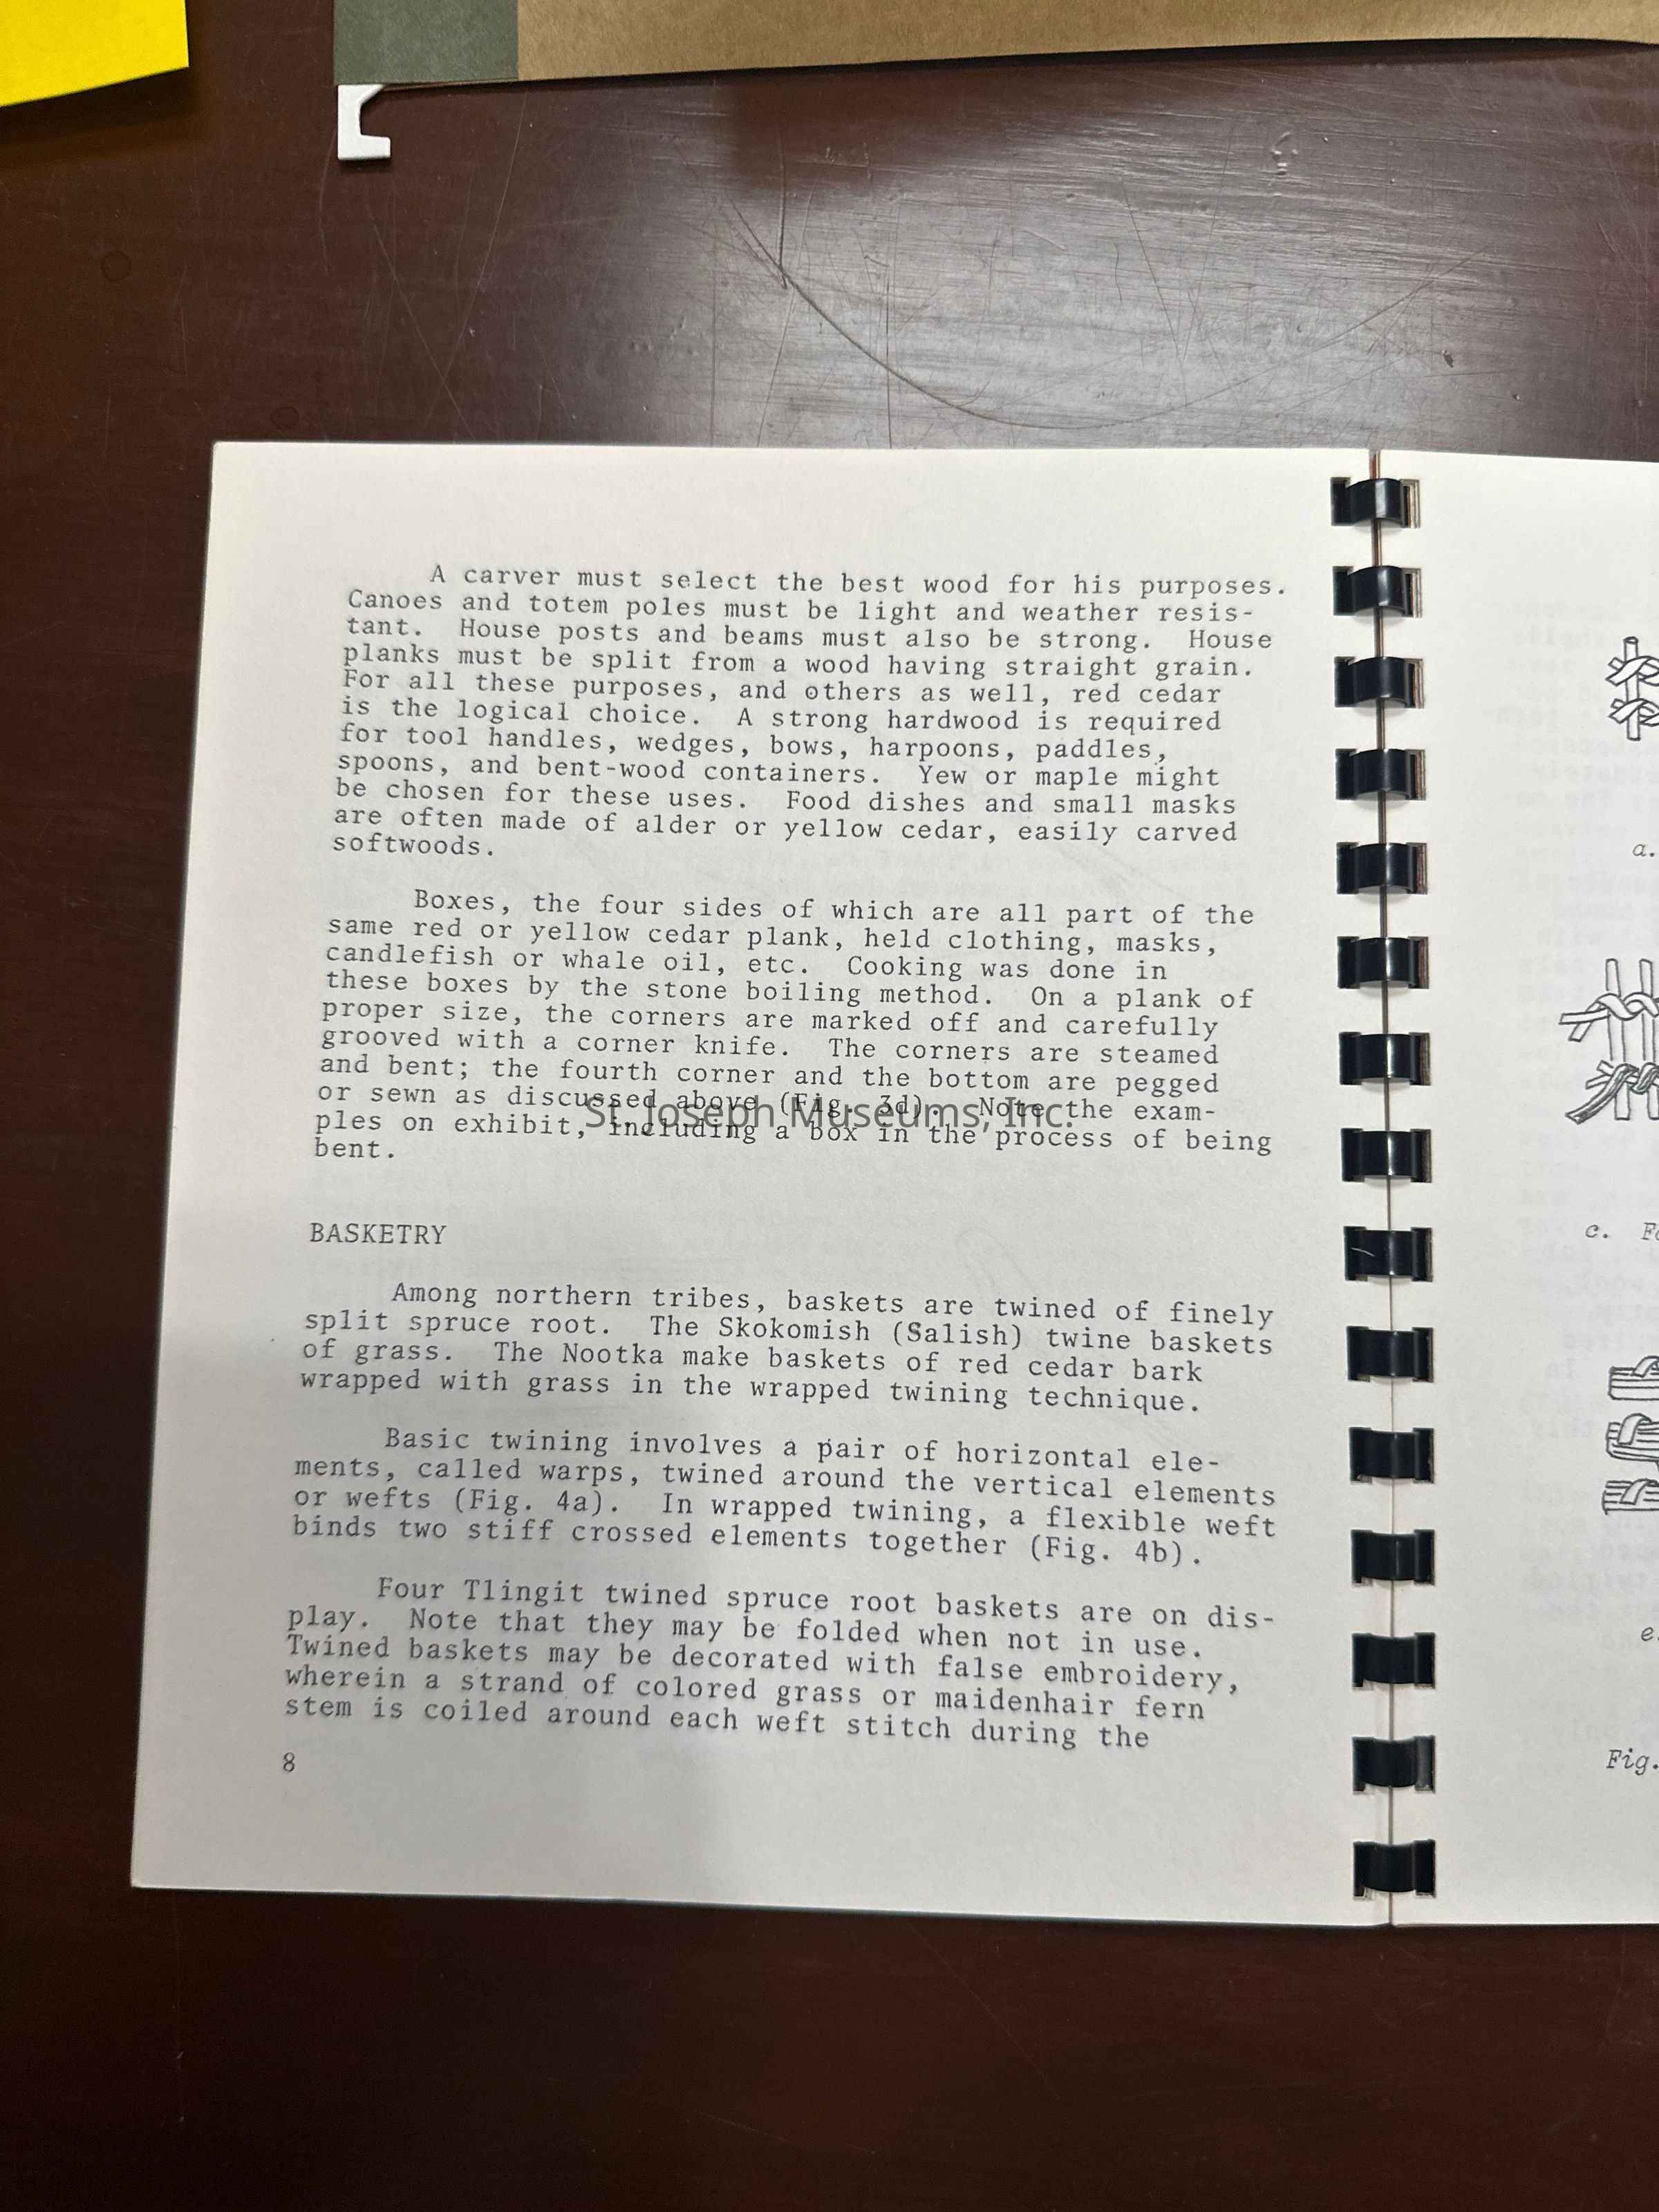 A carver must select the best wood for his purposes.
Canoes and totem poles must be light and weather resis-
tant. House posts and beams must also be strong. House
planks must be split from a wood having straight grain.
For all these purposes, and others as well, red cedar
is the logical choice. A strong hardwood is required
for tool handles, wedges, bows, harpoons, paddles,
spoons, and bent-wood containers. Yew or maple might
be chosen for these uses. Food dishes and small masks
are often made of alder or yellow cedar, easily carved
softwoods.
Boxes, the four sides of which are all part of the
same red or yellow cedar plank, held clothing, masks,
candlefish or whale oil, etc. Cooking was done in
these boxes by the stone boiling method. On a plank of
proper size, the corners are marked off and carefully
grooved with a corner knife. The corners are steamed
and bent; the fourth corner and the bottom are pegged
or sewn as discussed above (Fig. 3d). Note the exam-
ples on exhibit, including a box in the process of being
bent.
St. Joseph Museums, Inc.
BASKETRY
Among northern tribes, baskets are twined of finely
split spruce root. The Skokomish (Salish) twine baskets
of grass. The Nootka make baskets of red cedar bark
wrapped with grass in the wrapped twining technique.
Basic twining involves a pair of horizontal ele-
ments, called warps, twined around the vertical elements
or wefts (Fig. 4a). In wrapped twining, a flexible weft
binds two stiff crossed elements together (Fig. 4b).
Four Tlingit twined spruce root baskets are on dis-
play. Note that they may be folded when not in use.
Twined baskets may be decorated with false embroidery,
wherein a strand of colored grass or maidenhair fern
stem is coiled around each weft stitch during the
8
a.
c.
e.
Fig.